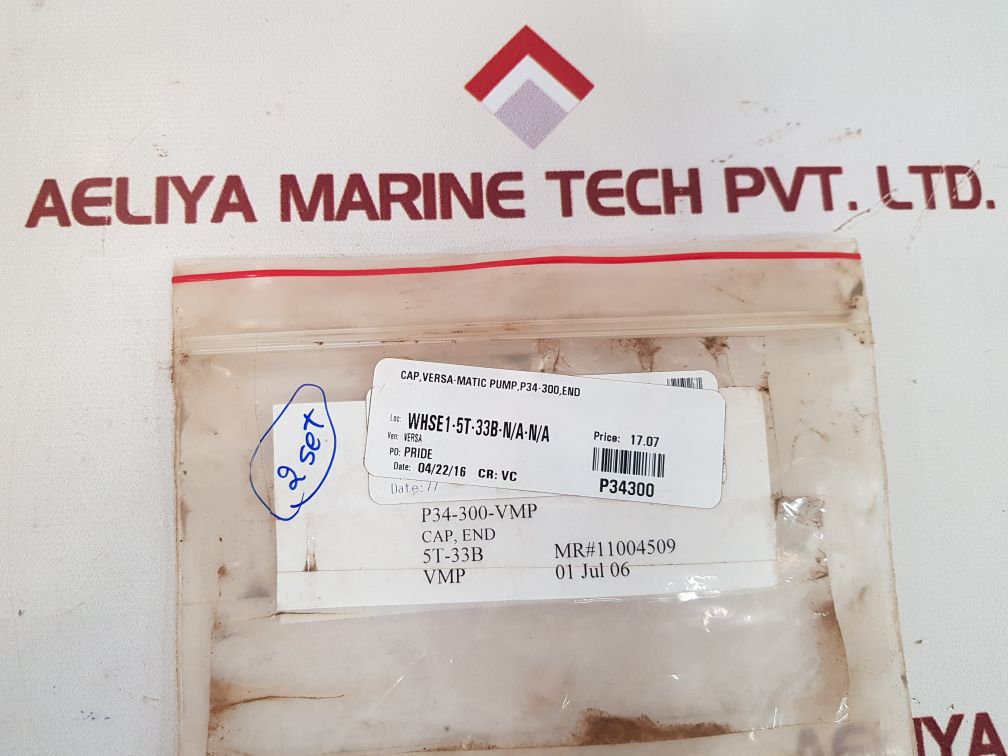 AELIYA MARINE TECH PVT. LTD.
CAP,VERSA-MATIC PUMP,P34-300,END
Loc: WHSE1-5T-33B-N/A-N/A
Ven: VERSA
PO: PRIDE
Date: 04/22/16 CR: VC
Price: 17.07
P34300
2 set
Date:
P34-300-VMP
CAP, END
5T-33B MR#11004509
VMP 01 Jul 06
AELIYA